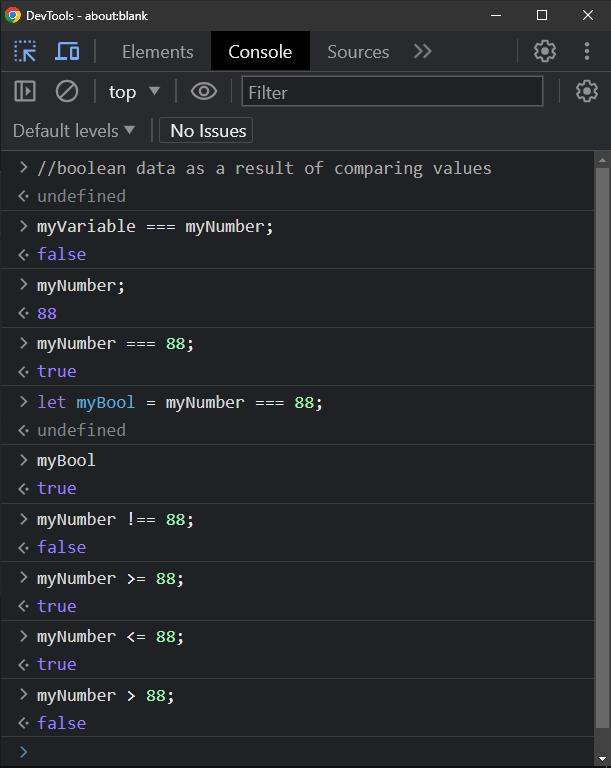 DevTools - about:blank
Elements Console Sources
top Filter
Default levels No Issues
//boolean data as a result of comparing values
undefined
myVariable === myNumber;
false
myNumber;
88
myNumber === 88;
true
let myBool = myNumber === 88;
undefined
myBool
true
myNumber !== 88;
false
myNumber >= 88;
true
myNumber <= 88;
true
myNumber > 88;
false